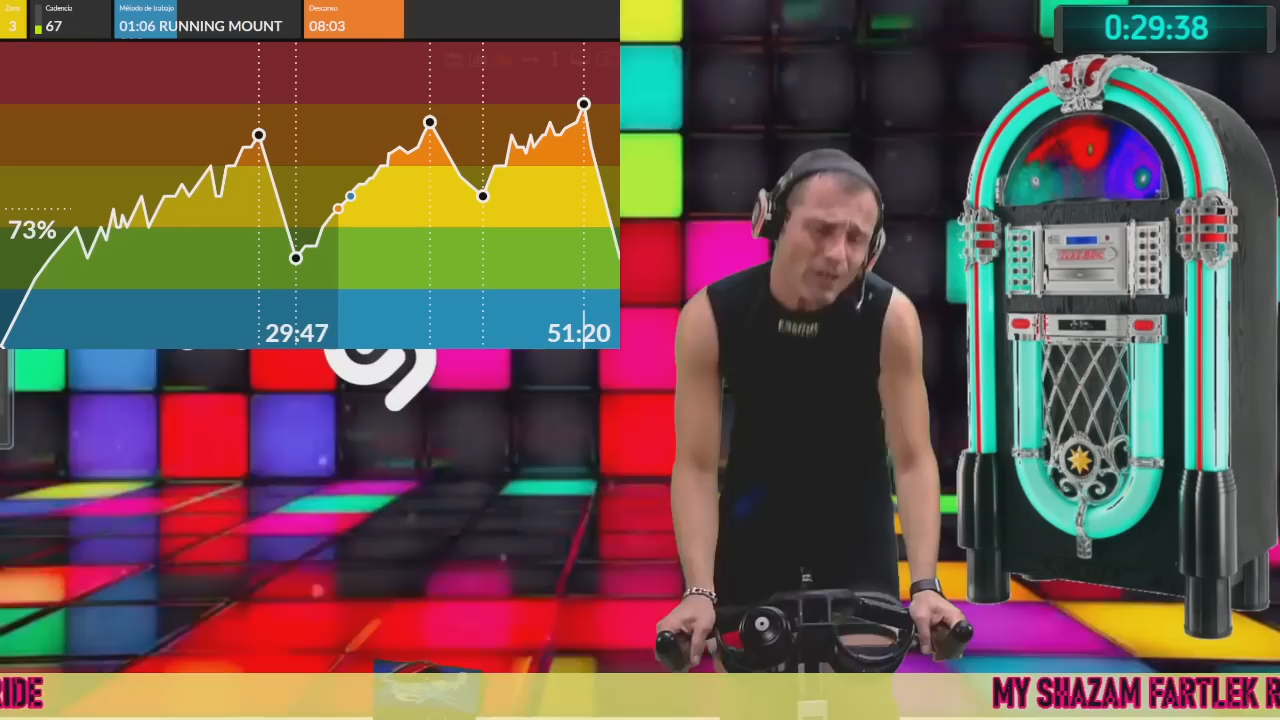 Zona
3
Cadencia
67
Método de trabajo
01:06 RUNNING MOUNT
Descanso
08:03
0:29:38
73%
29:47
51:20
RIDE
MY SHAZAM FARTLEK R